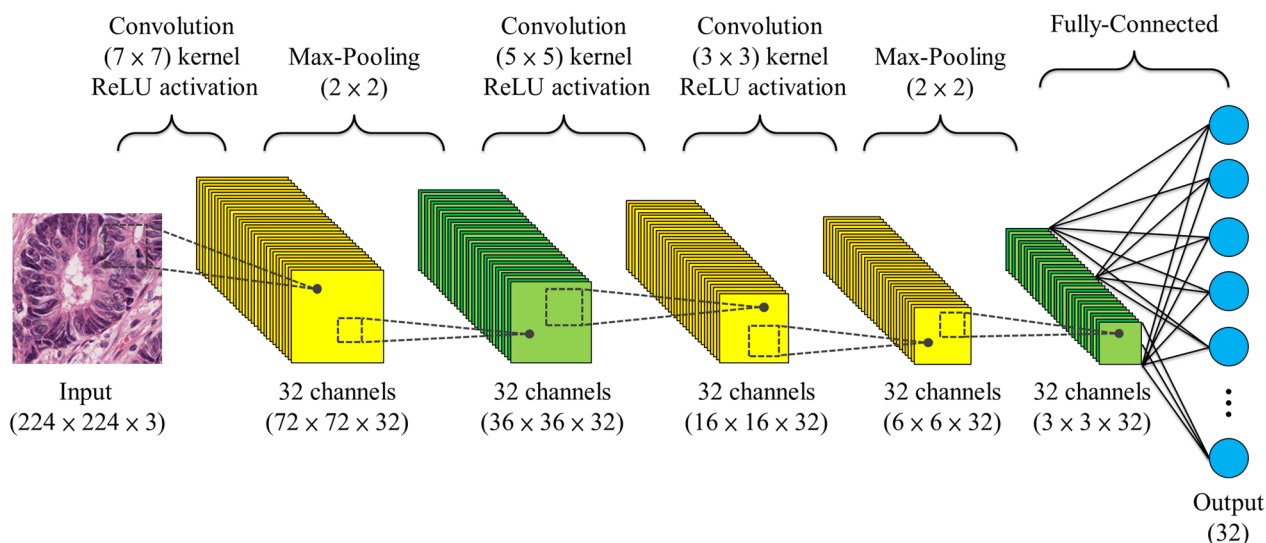 Convolution
(7 × 7) kernel
ReLU activation
Max-Pooling
(2 × 2)
Convolution
(5 × 5) kernel
ReLU activation
Convolution
(3 × 3) kernel
ReLU activation
Max-Pooling
(2 × 2)
Fully-Connected
Input
(224 × 224 × 3)
32 channels
(72 × 72 × 32)
32 channels
(36 × 36 × 32)
32 channels
(16 × 16 × 32)
32 channels
(6 × 6 × 32)
32 channels
(3 × 3 × 32)
Output
(32)